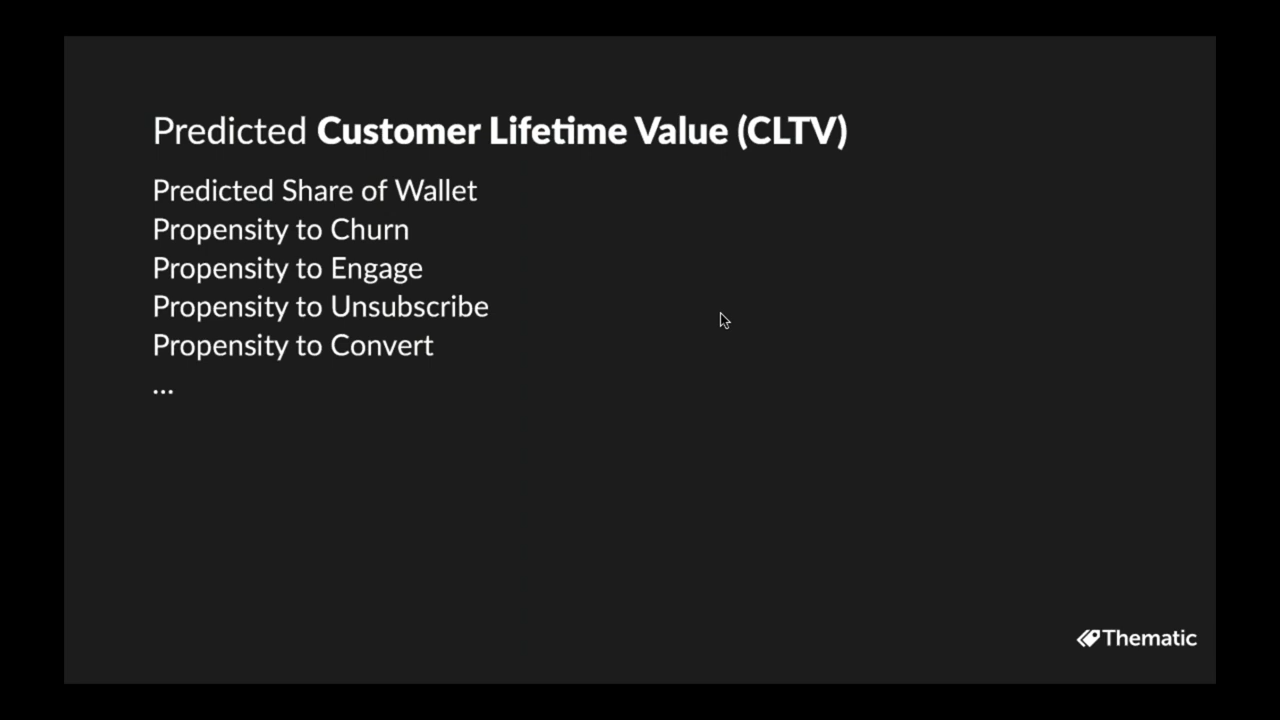 Predicted Customer Lifetime Value (CLTV)
Predicted Share of Wallet
Propensity to Churn
Propensity to Engage
Propensity to Unsubscribe
Propensity to Convert
...
Thematic